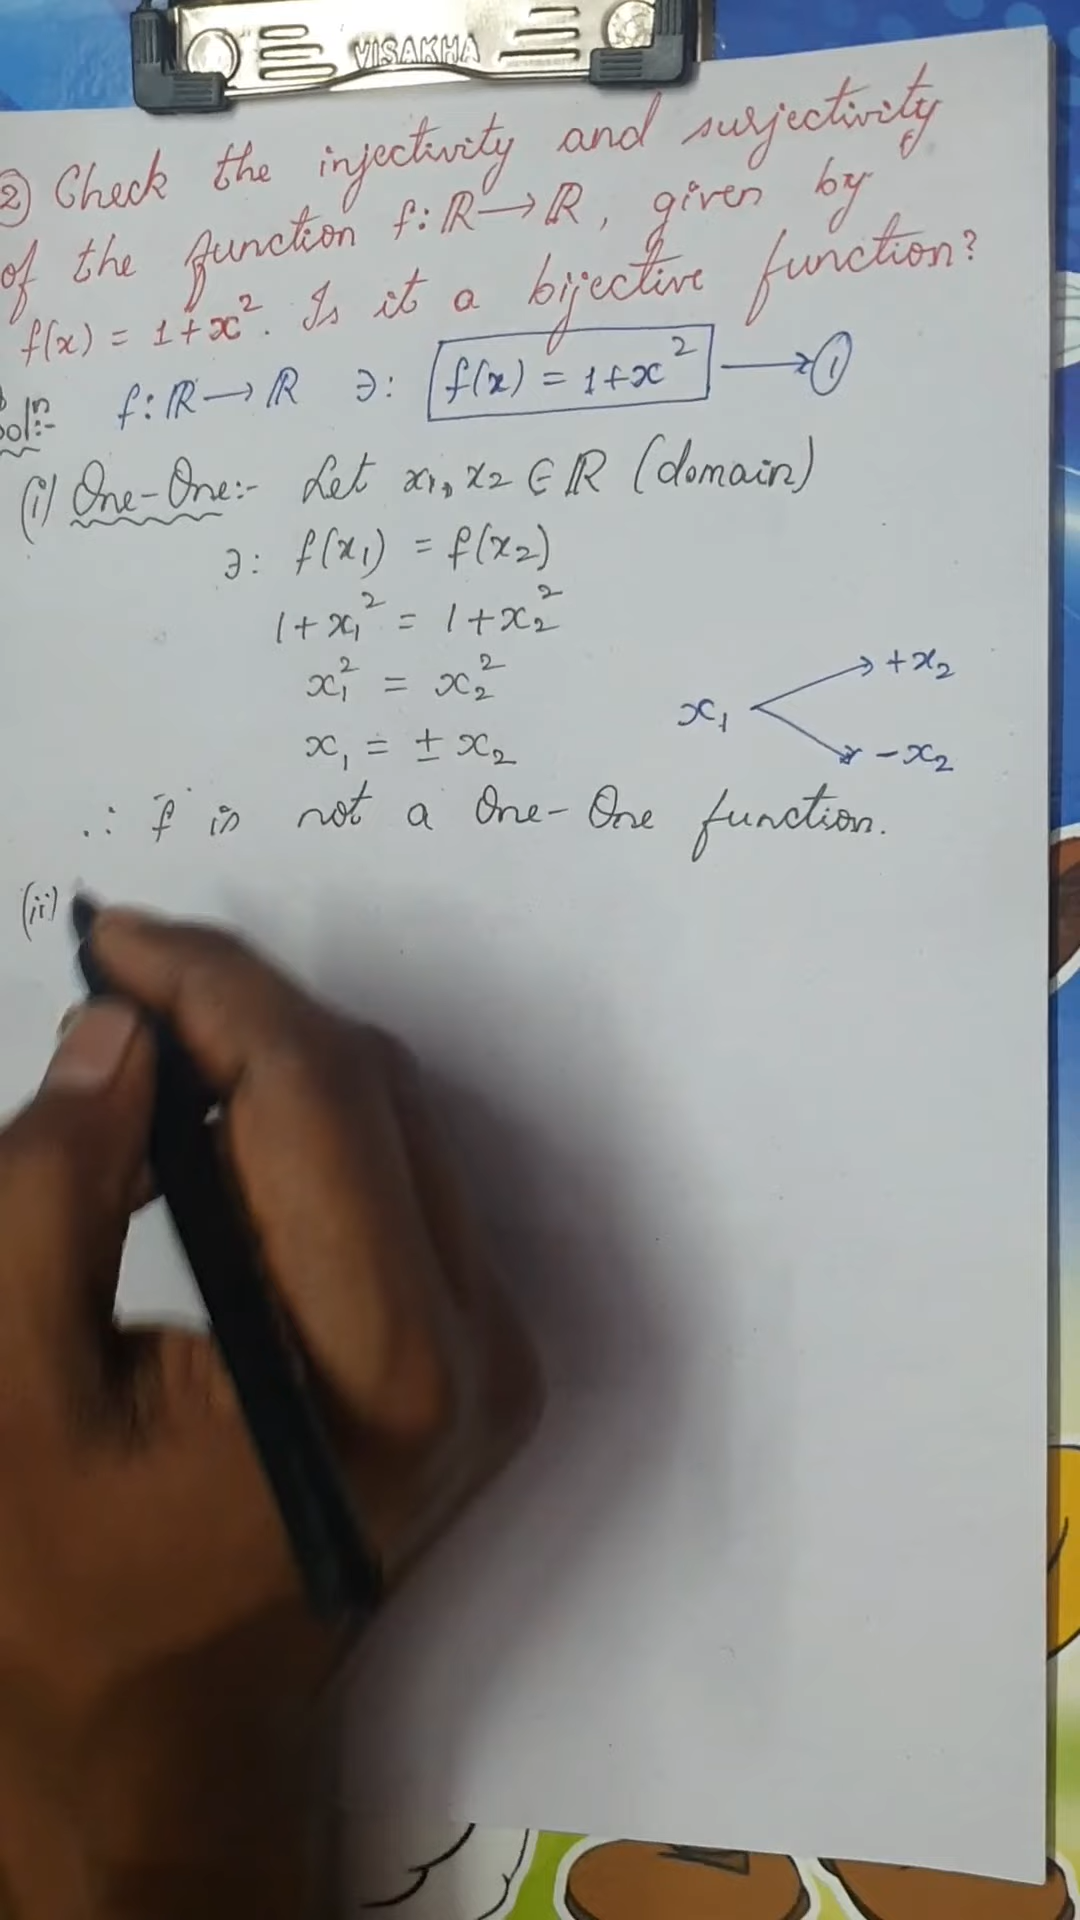 VISAKHA
② Check the injectivity and surjectivity
of the function f: ℝ → ℝ, given by
f(x) = 1+x². Is it a bijective function?
Solⁿ:- f: ℝ → ℝ ∋: f(x) = 1+x² → ①
(i) One-One:- Let x₁, x₂ ∈ ℝ (domain)
∋: f(x₁) = f(x₂)
1+x₁² = 1+x₂²
x₁² = x₂²
x₁ = ± x₂
x₁ → +x₂
→ -x₂
∴ f is not a One-One function.
(ii)